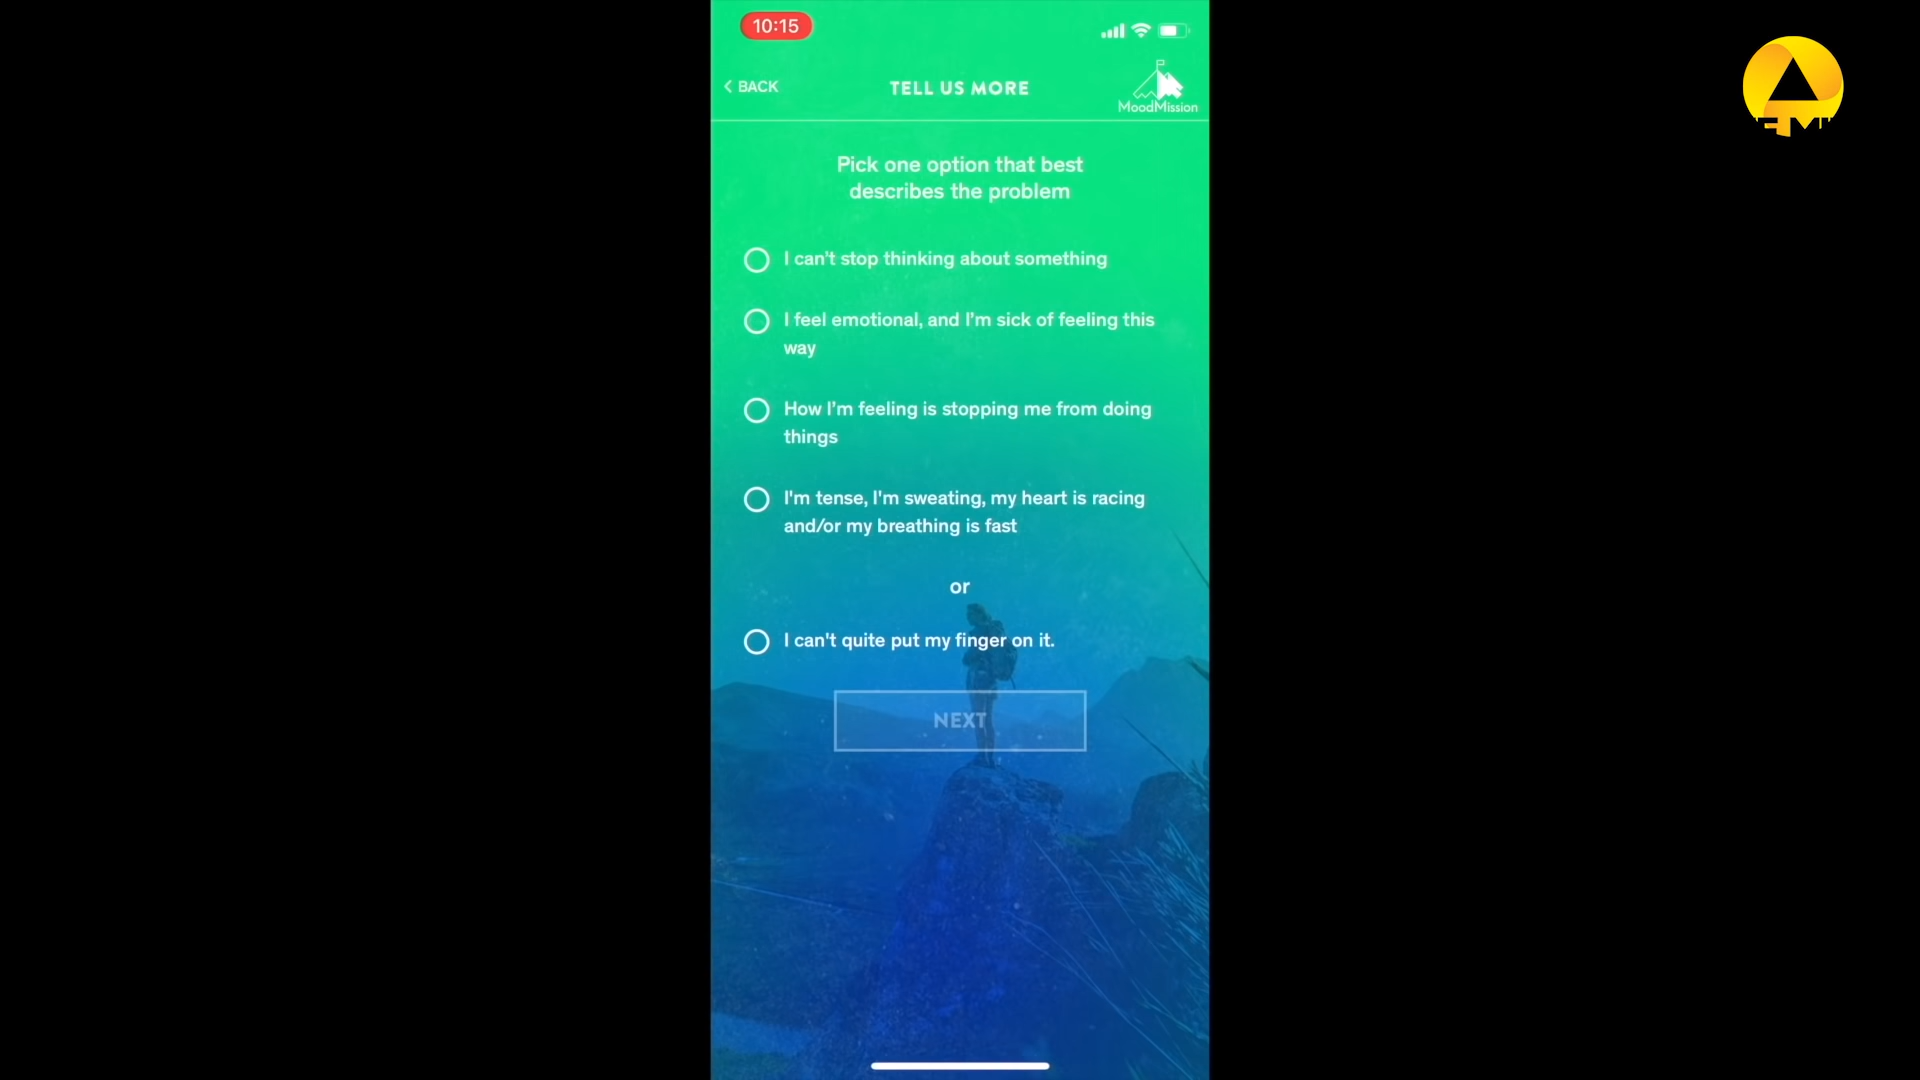 10:15
BACK
TELL US MORE
MoodMission
Pick one option that best
describes the problem
I can't stop thinking about something
I feel emotional, and I'm sick of feeling this
way
How I'm feeling is stopping me from doing
things
I'm tense, I'm sweating, my heart is racing
and/or my breathing is fast
or
I can't quite put my finger on it.
NEXT